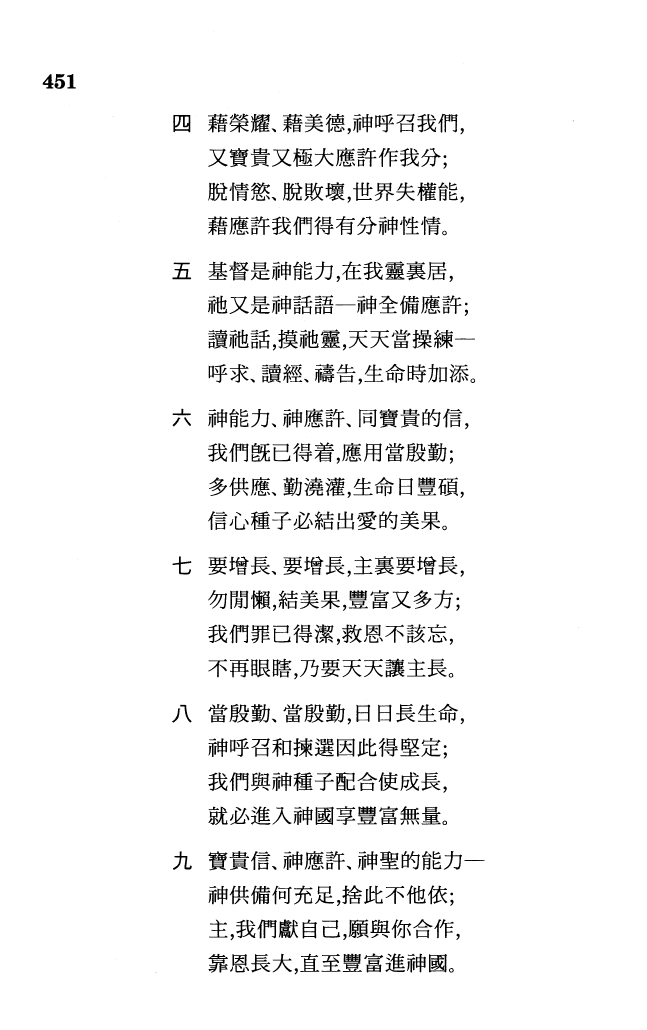 451
四 藉榮耀、藉美德,神呼召我們,
又寶貴又極大應許作我分;
脫情慾、脫敗壞,世界失權能,
藉應許我們得有分神性情。
五 基督是神能力,在我靈裏居,
祂又是神話語─神全備應許;
讀祂話,摸祂靈,天天當操練─
呼求、讀經、禱告,生命時加添。
六 神能力、神應許、同寶貴的信,
我們旣已得着,應用當殷勤;
多供應、勤澆灌,生命日豐碩,
信心種子必結出愛的美果。
七 要增長、要增長,主裏要增長,
勿閒懶,結美果,豐富又多方;
我們罪已得潔,救恩不該忘,
不再眼瞎,乃要天天讓主長。
八 當殷勤、當殷勤,日日長生命,
神呼召和揀選因此得堅定;
我們與神種子配合使成長,
就必進入神國享豐富無量。
九 寶貴信、神應許、神聖的能力─
神供備何充足,捨此不他依;
主,我們獻自己,願與你合作,
靠恩長大,直至豐富進神國。